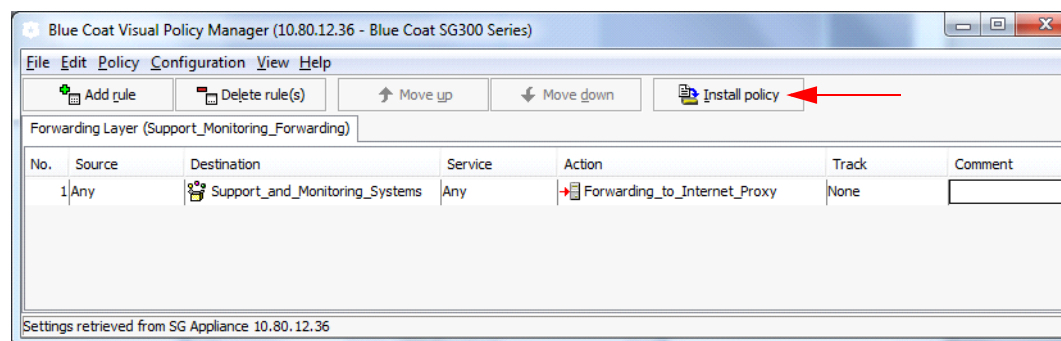 Blue Coat Visual Policy Manager (10.80.12.36 - Blue Coat SG300 Series)
File Edit Policy Configuration View Help
Add rule Delete rule(s) Move up Move down Install policy
Forwarding Layer (Support_Monitoring_Forwarding)
No. Source Destination Service Action Track Comment
1 Any Support_and_Monitoring_Systems Any Forwarding_to_Internet_Proxy None
Settings retrieved from SG Appliance 10.80.12.36